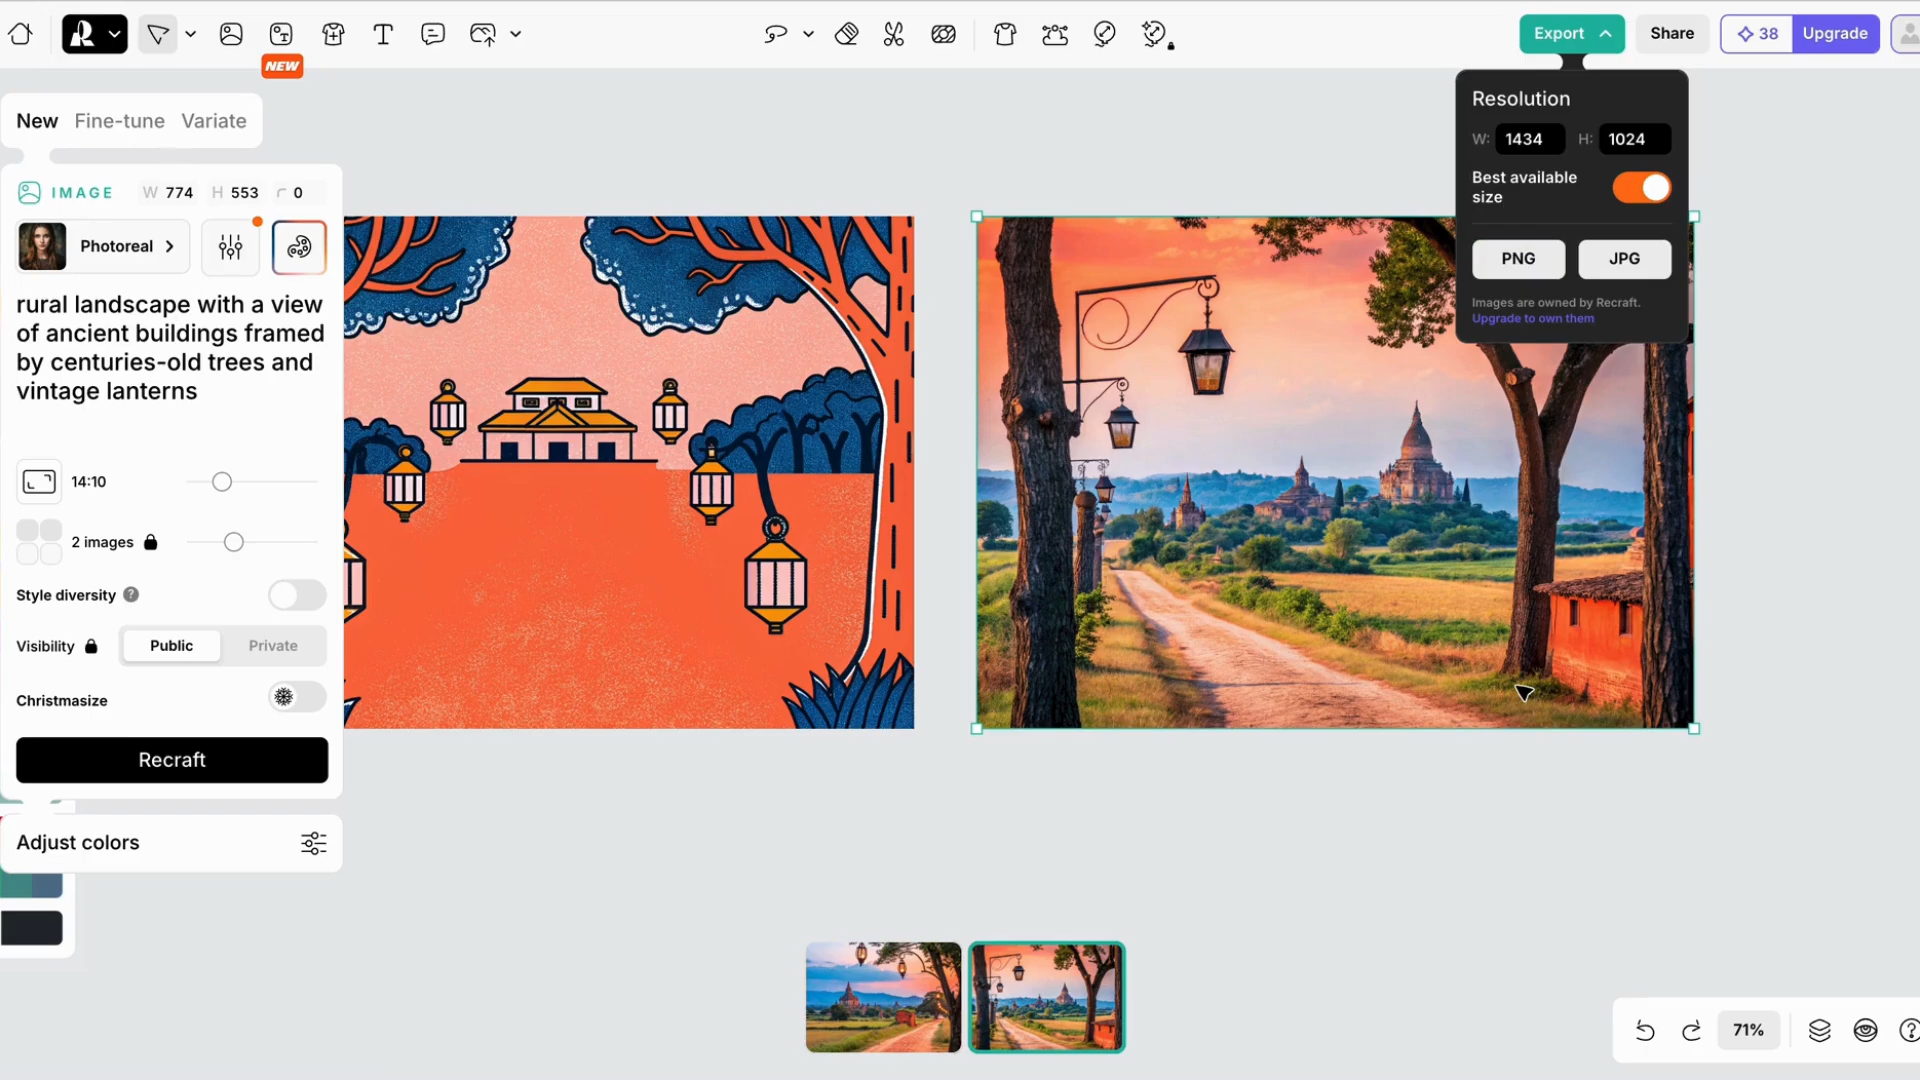 Export
Share
38
Upgrade
NEW
New
Fine-tune
Variate
IMAGE
W 774
H 553
0
Photoreal
rural landscape with a view
of ancient buildings framed
by centuries-old trees and
vintage lanterns
14:10
2 images
Style diversity ?
Visibility
Public
Private
Christmasize
Recraft
Adjust colors
Resolution
W: 1434
H: 1024
Best available
size
PNG
JPG
Images are owned by Recraft.
Upgrade to own them
71%
?